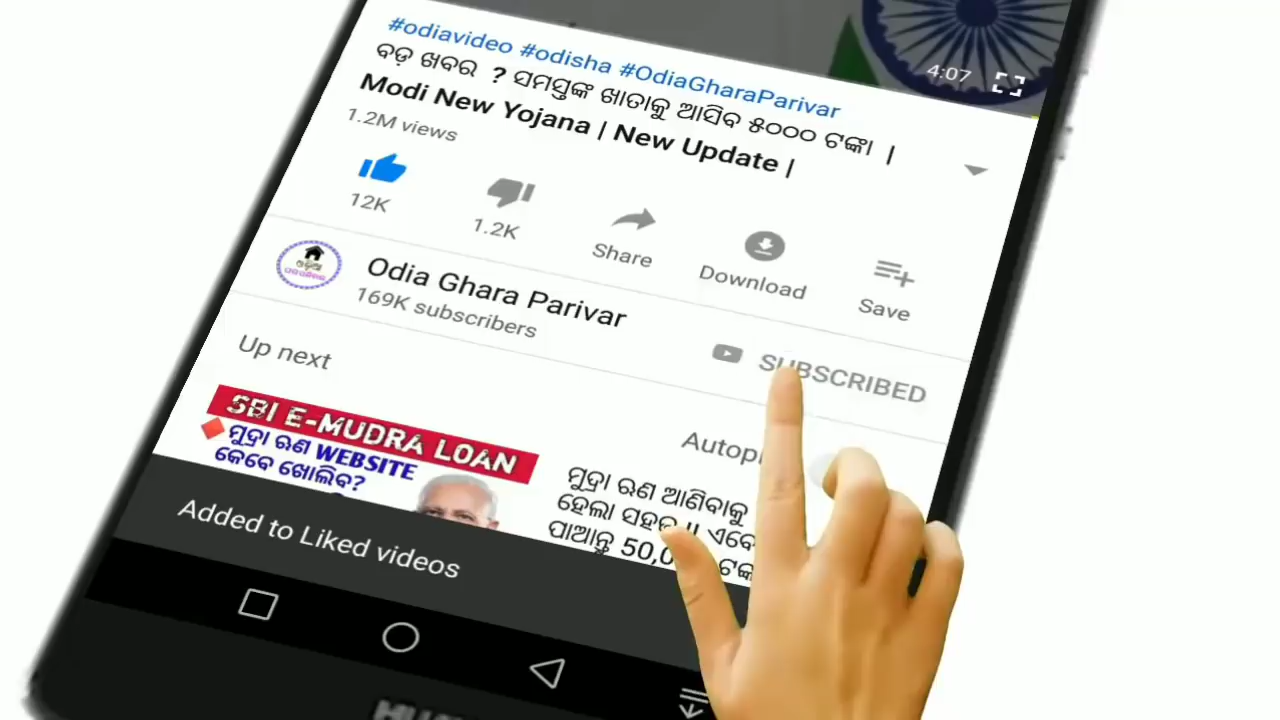 4:07
#odiavideo #odisha #OdiaGharaParivar
ବଡ଼ ଖବର ? ସମସ୍ତଙ୍କ ଖାତାକୁ ଆସିବ ୫୦୦୦ ଟଙ୍କା |
Modi New Yojana | New Update |
1.2M views
12K
1.2K
Share
Download
Save
Odia Ghara Parivar
169K subscribers
SUBSCRIBED
Up next
SBI E-MUDRA LOAN
ମୁଦ୍ରା ଋଣ WEBSITE
କେବେ ଖୋଲିବ?
ମୁଦ୍ରା ଋଣ ଆଣିବାକୁ
ହେଲା
ପାଆନ୍ତୁ
Added to Liked videos